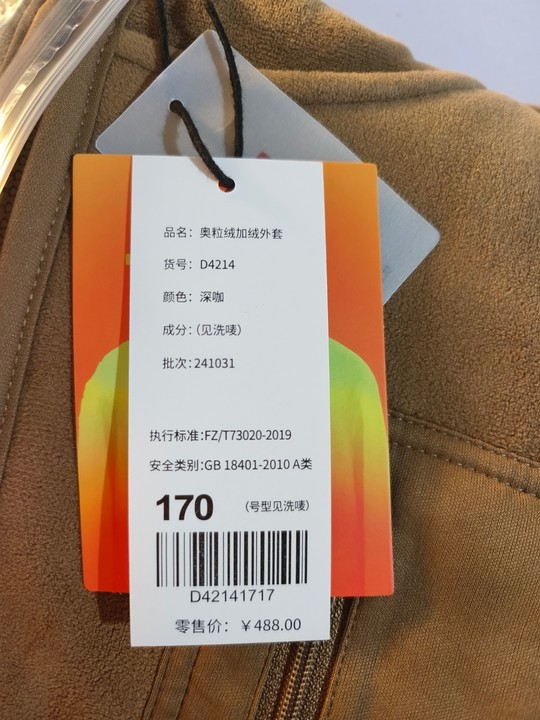 品名：奥粒绒加绒外套
货号：D4214
颜色：深咖
成分：（见洗唛）
批次：241031
执行标准：FZ/T73020-2019
安全类别：GB 18401-2010 A类
170 （号型见洗唛）
D42141717
零售价：￥488.00